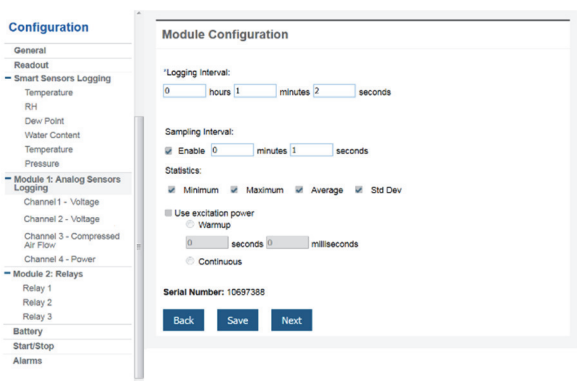 Configuration
General
Readout
Smart Sensors Logging
Temperature
RH
Dew Point
Water Content
Temperature
Pressure
Module 1: Analog Sensors
Logging
Channel1 - Voltage
Channel 2 - Voltage
Channel 3 - Compressed
Air Flow
Channel 4 - Power
Module 2: Relays
Relay 1
Relay 2
Relay 3
Battery
Start/Stop
Alarms
Module Configuration
*Logging Interval:
0 hours 1 minutes 2 seconds
Sampling Interval:
Enable 0 minutes 1 seconds
Statistics:
Minimum Maximum Average Std Dev
Use excitation power
Warmup
0 seconds 0 milliseconds
Continuous
Serial Number: 10697388
Back Save Next